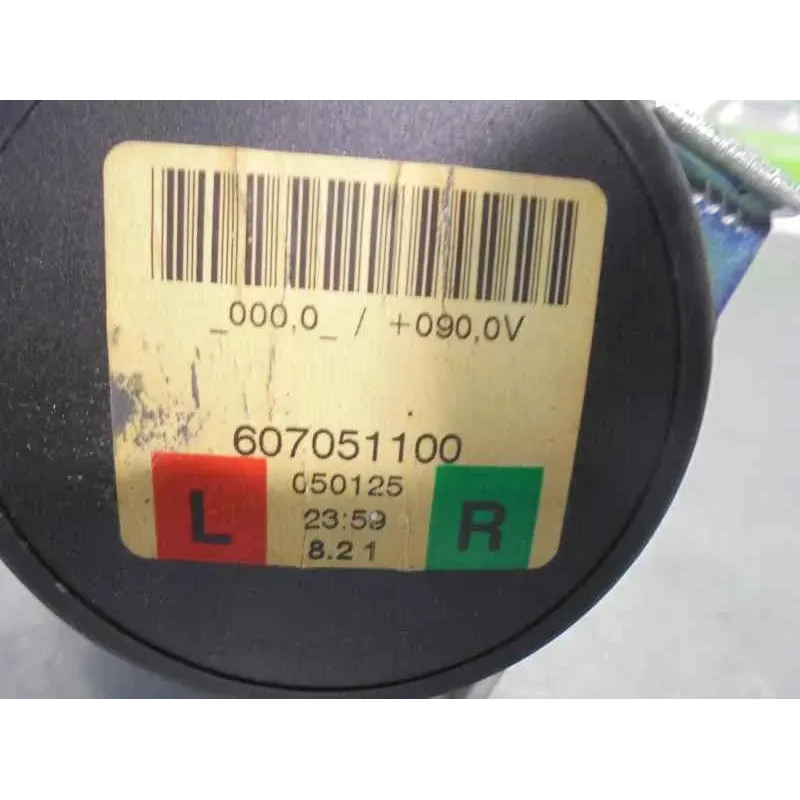 _000,0_ / +090,0V
607051100
050125
L
23:59
R
8.21